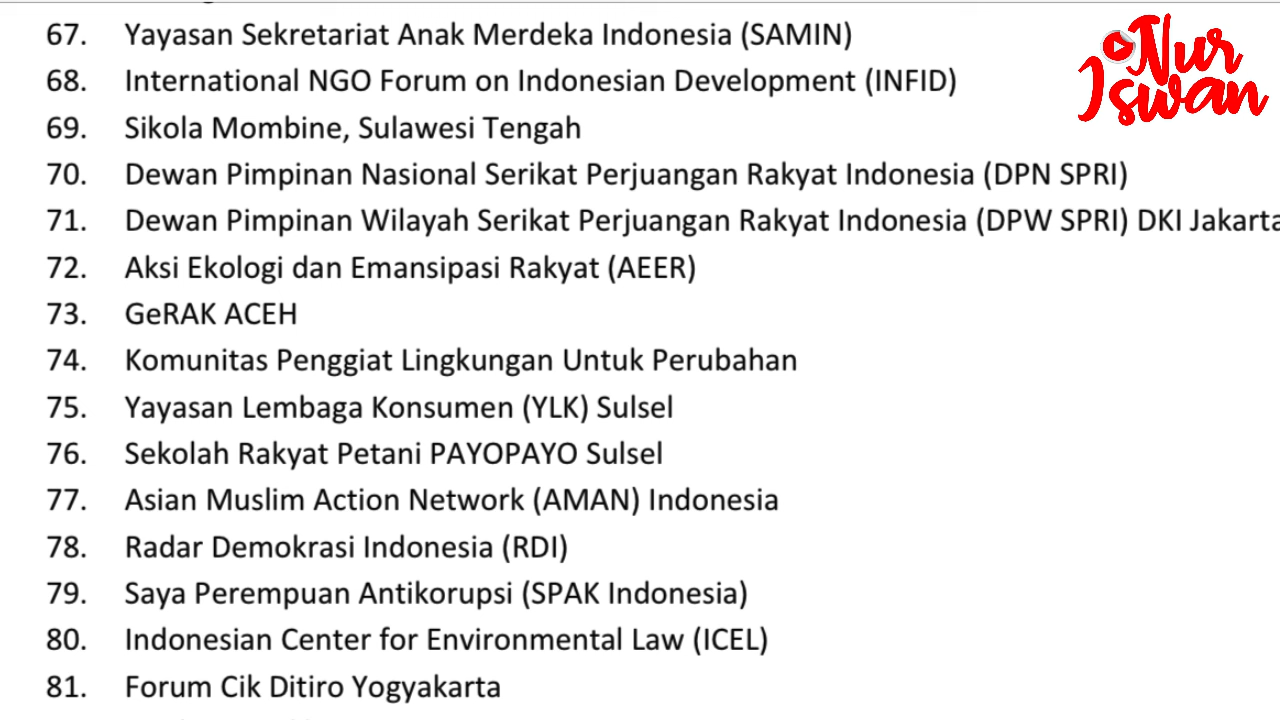 67. Yayasan Sekretariat Anak Merdeka Indonesia (SAMIN)
68. International NGO Forum on Indonesian Development (INFID)
69. Sikola Mombine, Sulawesi Tengah
70. Dewan Pimpinan Nasional Serikat Perjuangan Rakyat Indonesia (DPN SPRI)
71. Dewan Pimpinan Wilayah Serikat Perjuangan Rakyat Indonesia (DPW SPRI) DKI Jakarta
72. Aksi Ekologi dan Emansipasi Rakyat (AEER)
73. GeRAK ACEH
74. Komunitas Penggiat Lingkungan Untuk Perubahan
75. Yayasan Lembaga Konsumen (YLK) Sulsel
76. Sekolah Rakyat Petani PAYOPAYO Sulsel
77. Asian Muslim Action Network (AMAN) Indonesia
78. Radar Demokrasi Indonesia (RDI)
79. Saya Perempuan Antikorupsi (SPAK Indonesia)
80. Indonesian Center for Environmental Law (ICEL)
81. Forum Cik Ditiro Yogyakarta
Nur
Iswan